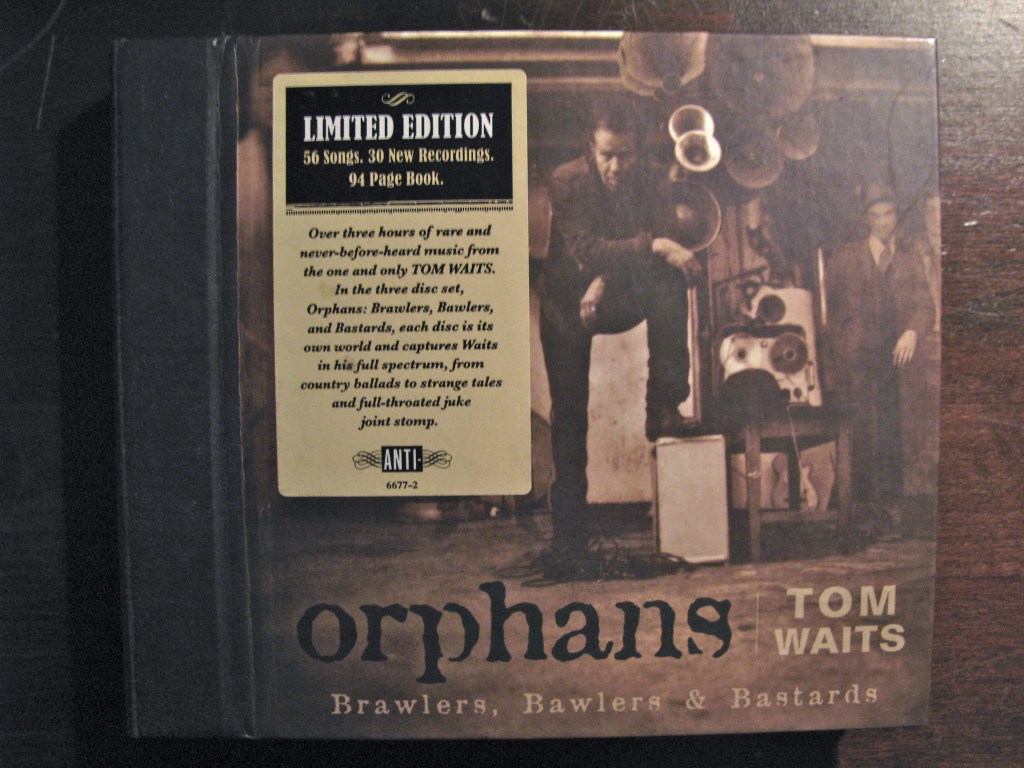 LIMITED EDITION
56 Songs. 30 New Recordings.
94 Page Book.
Over three hours of rare and
never-before-heard music from
the one and only TOM WAITS.
In the three disc set,
Orphans: Brawlers, Bawlers,
and Bastards, each disc is its
own world and captures Waits
in his full spectrum, from
country ballads to strange tales
and full-throated juke
joint stomp.
ANTI-
6677-2
orphans
TOM
WAITS
Brawlers, Bawlers & Bastards